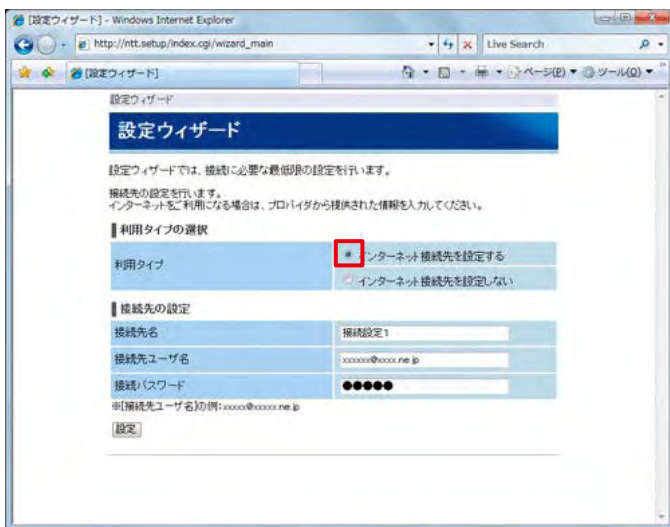 [設定ウィザード] - Windows Internet Explorer
http://ntt.setup/index.cgi/wizard_main
Live Search
[設定ウィザード]
ページ(P) ツール(O)
設定ウィザード
設定ウィザード
設定ウィザードでは、接続に必要な最低限の設定を行います。
接続先の設定を行います。
インターネットをご利用になる場合は、プロバイダから提供された情報を入力してください。
利用タイプの選択
利用タイプ
インターネット接続先を設定する
インターネット接続先を設定しない
接続先の設定
接続先名 接続設定1
接続先ユーザ名 xxxxx@xxxx.ne.jp
接続パスワード ●●●●●
※[接続先ユーザ名]の例:xxxxx@xxxxx.ne.jp
設定